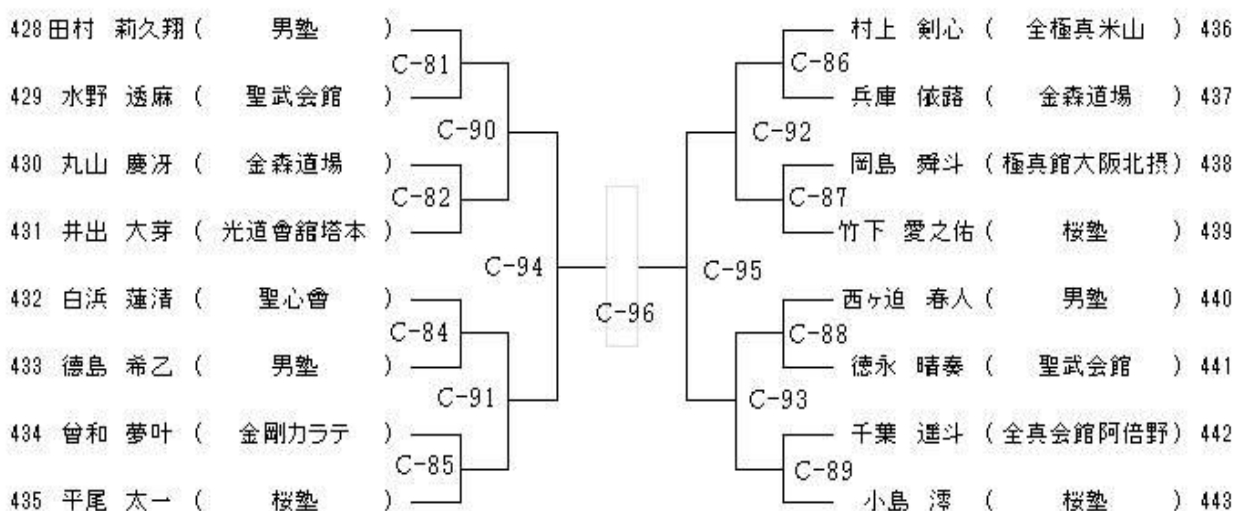 428 田村 莉久翔 ( 男塾 )
C-81
429 水野 透麻 ( 聖武会館 )
C-90
430 丸山 慶冴 ( 金森道場 )
C-82
431 井出 大芽 ( 光道會舘塔本 )
C-94
432 白浜 蓮清 ( 聖心會 )
C-84
433 德島 希乙 ( 男塾 )
C-91
434 曾和 夢叶 ( 金剛カラテ )
C-85
435 平尾 太一 ( 桜塾 )
C-96
村上 剣心 ( 全極真米山 ) 436
C-86
兵庫 依蕗 ( 金森道場 ) 437
C-92
岡島 舜斗 ( 極真館大阪北摂 ) 438
C-87
竹下 愛之佑 ( 桜塾 ) 439
C-95
西ヶ迫 春人 ( 男塾 ) 440
C-88
徳永 晴奏 ( 聖武会館 ) 441
C-93
千葉 遥斗 ( 全真会館阿倍野 ) 442
C-89
小島 澪 ( 桜塾 ) 443